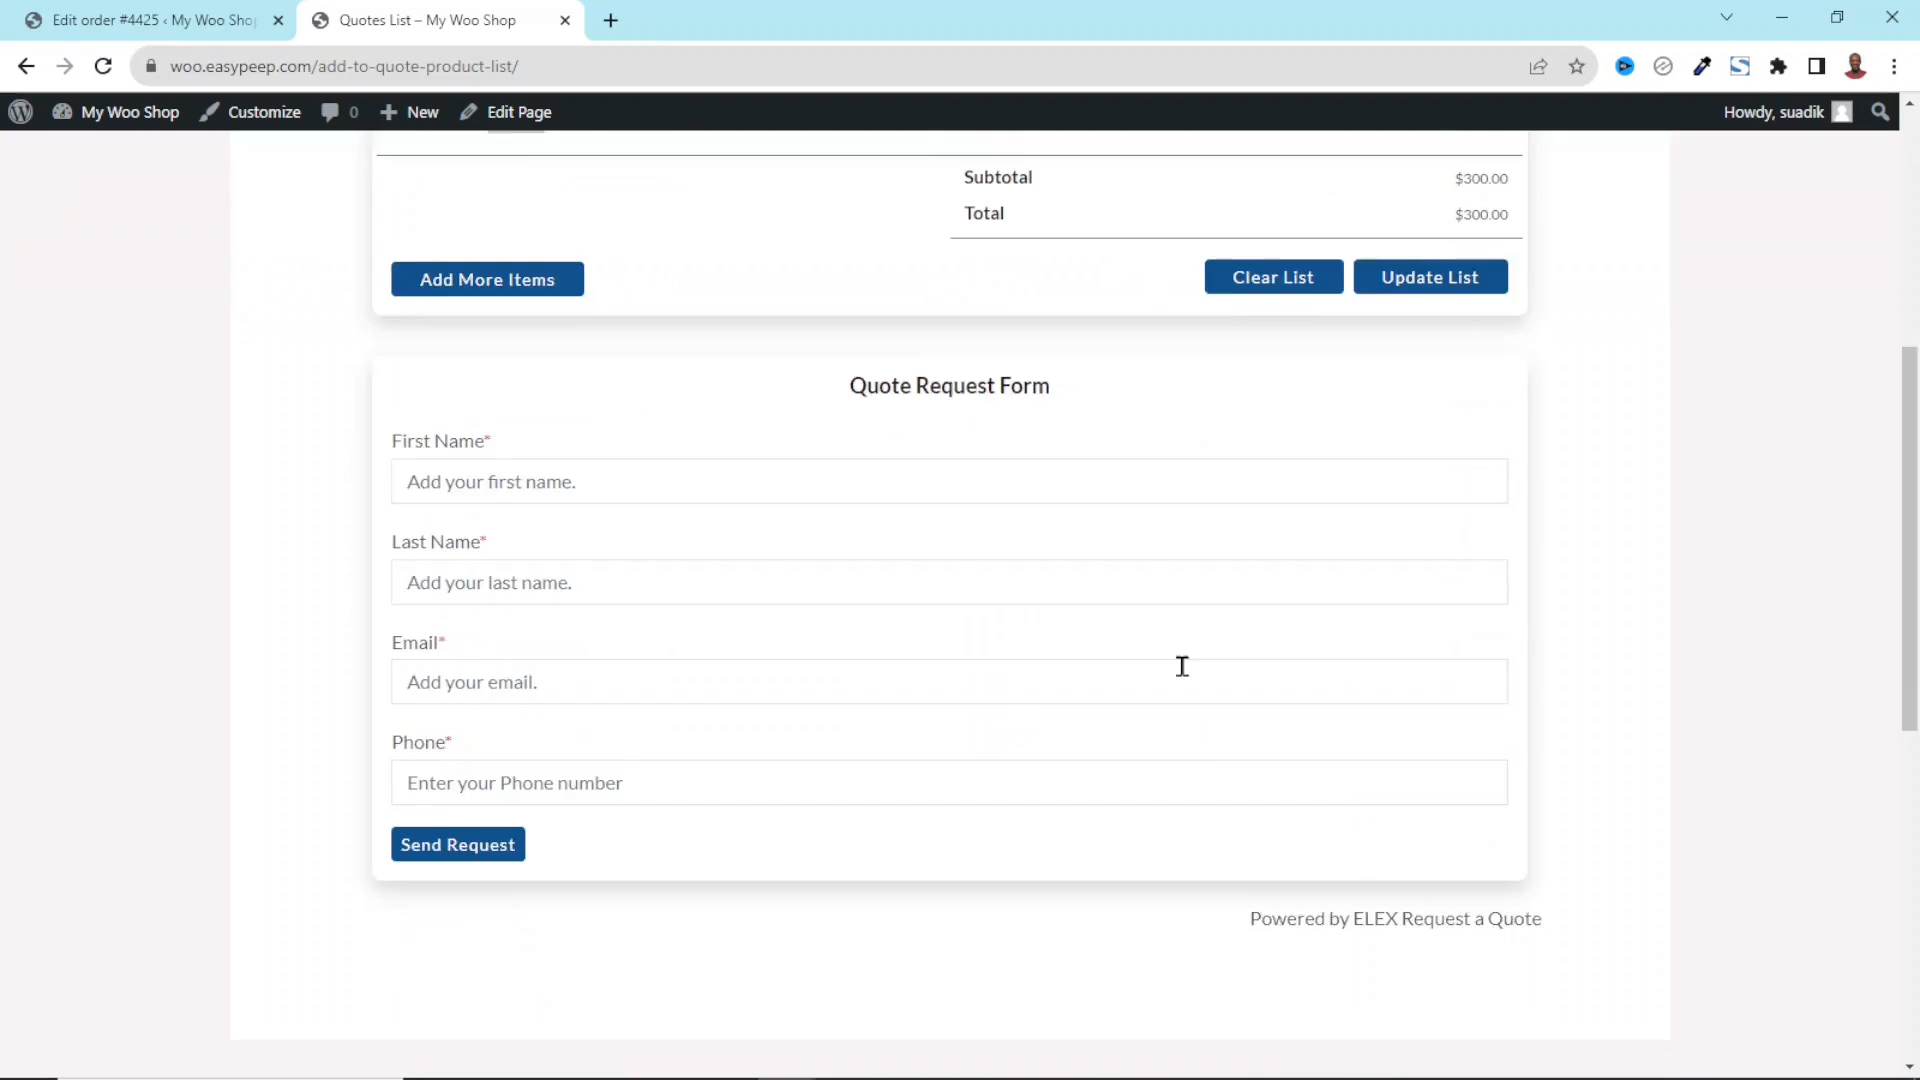 Edit order #4425 ‹ My Woo Shop
Quotes List – My Woo Shop
woo.easypeep.com/add-to-quote-product-list/
My Woo Shop
Customize
0
New
Edit Page
Howdy, suadik
Subtotal
$300.00
Total
$300.00
Add More Items
Clear List
Update List
Quote Request Form
First Name*
Add your first name.
Last Name*
Add your last name.
Email*
Add your email.
Phone*
Enter your Phone number
Send Request
Powered by ELEX Request a Quote